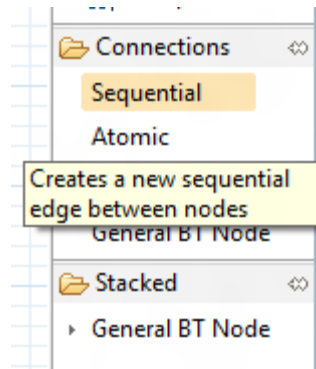 Connections
Sequential
Atomic
Creates a new sequential
edge between nodes
General BT Node
Stacked
General BT Node